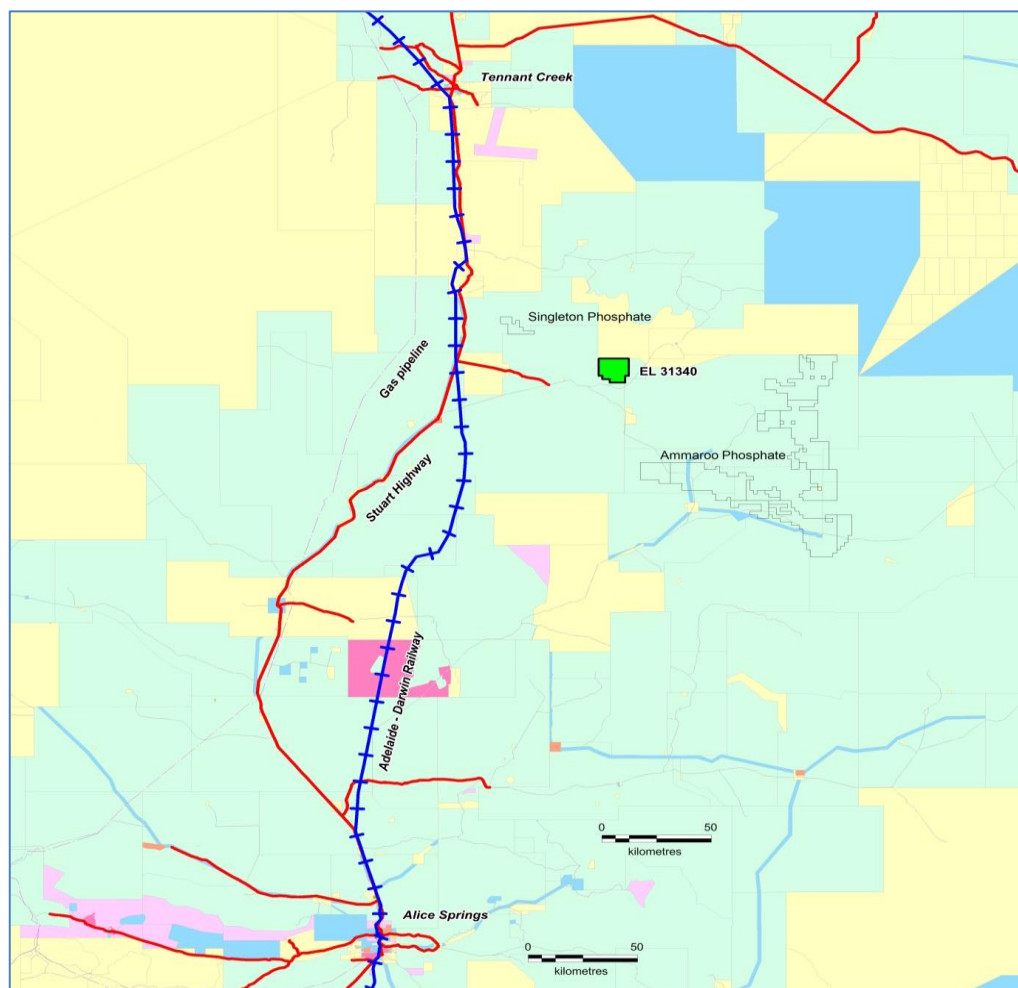 Tennant Creek
Singleton Phosphate
Gas pipeline
EL 31340
Ammaroo Phosphate
Stuart Highway
Adelaide - Darwin Railway
0 50
kilometres
Alice Springs
0 50
kilometres